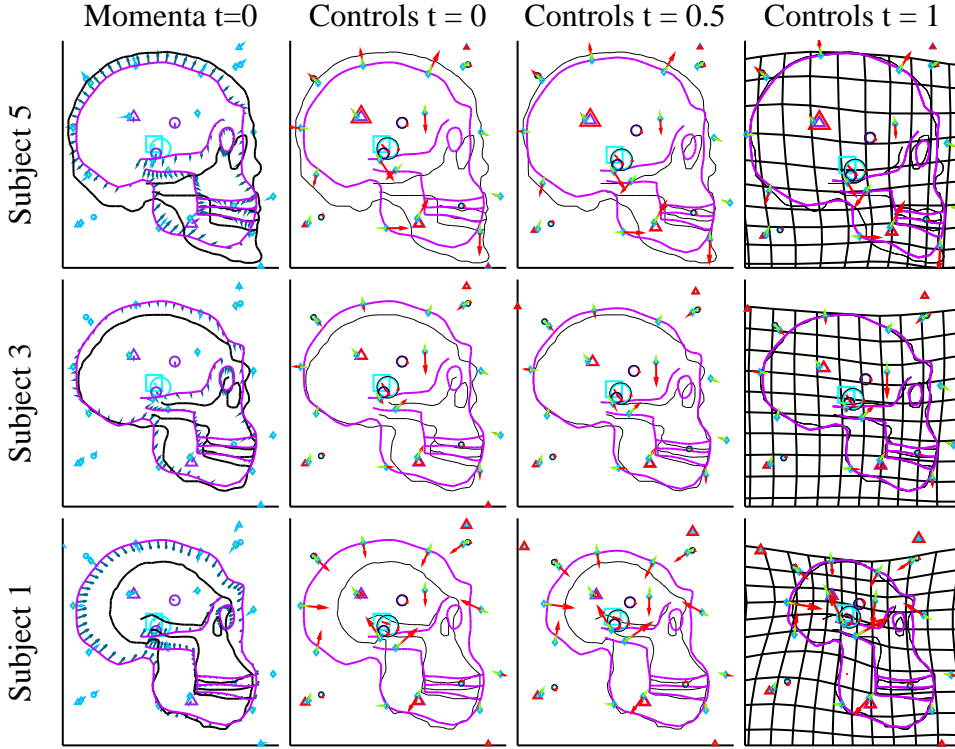 Momenta t=0
Controls t = 0
Controls t = 0.5
Controls t = 1
Subject 5
Subject 3
Subject 1